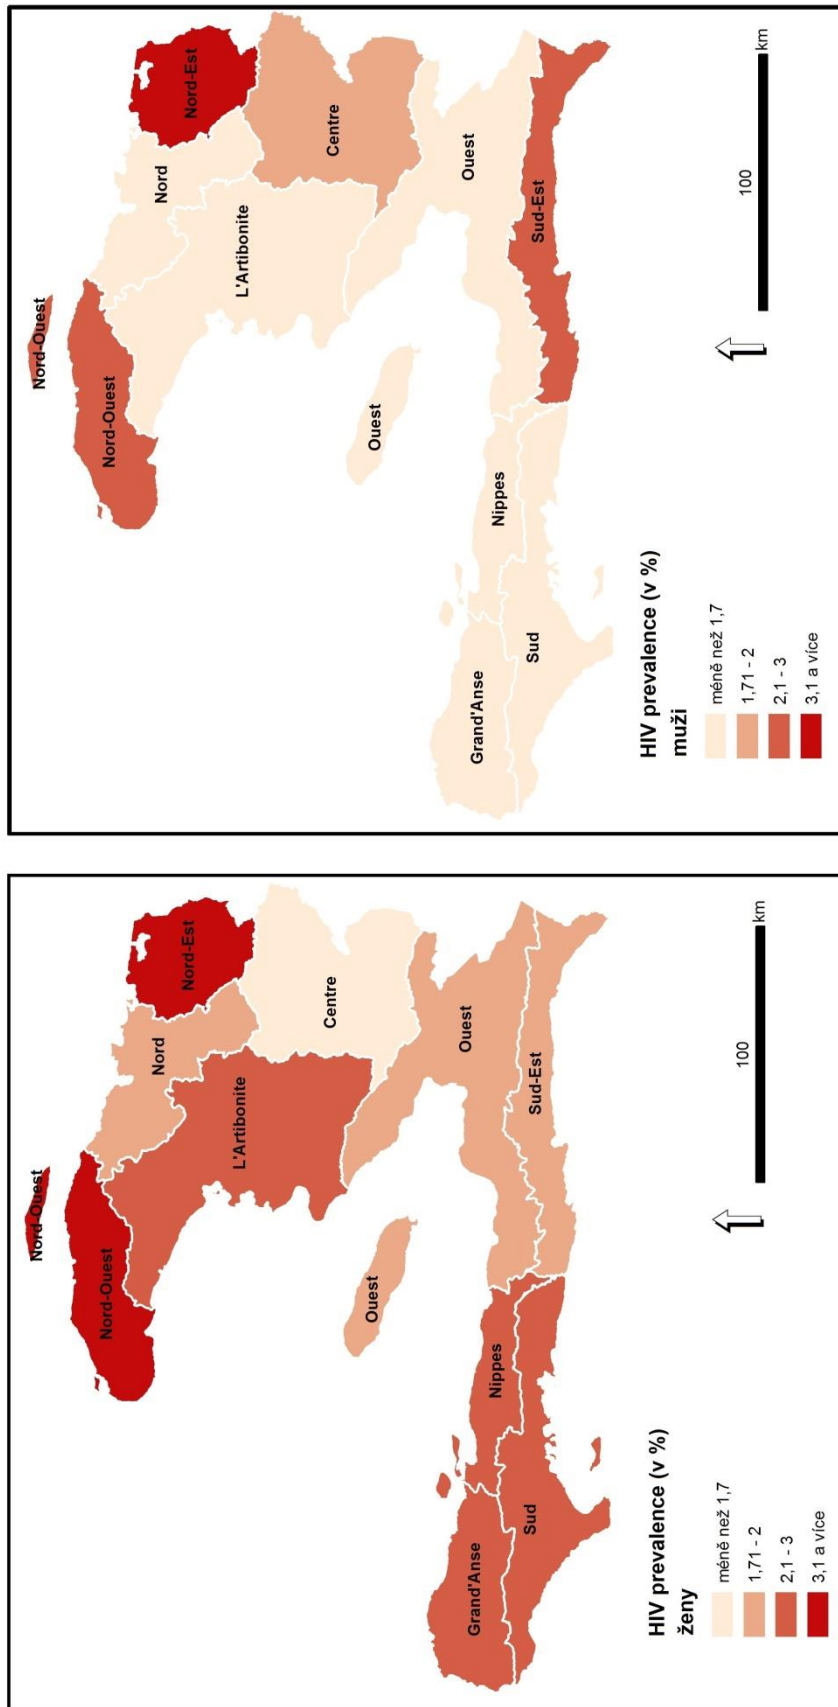 Nord-Ouest
Nord-Ouest
Nord
Nord-Est
L'Artibonite
Centre
Ouest
Ouest
Grand'Anse
Nippes
Sud
Sud-Est
HIV prevalence (v %)
ženy
méně než 1,7
1,71 - 2
2,1 - 3
3,1 a více
100
km
Nord-Ouest
Nord-Ouest
Nord
Nord-Est
L'Artibonite
Centre
Ouest
Ouest
Grand'Anse
Nippes
Sud
Sud-Est
HIV prevalence (v %)
muži
méně než 1,7
1,71 - 2
2,1 - 3
3,1 a více
100
km